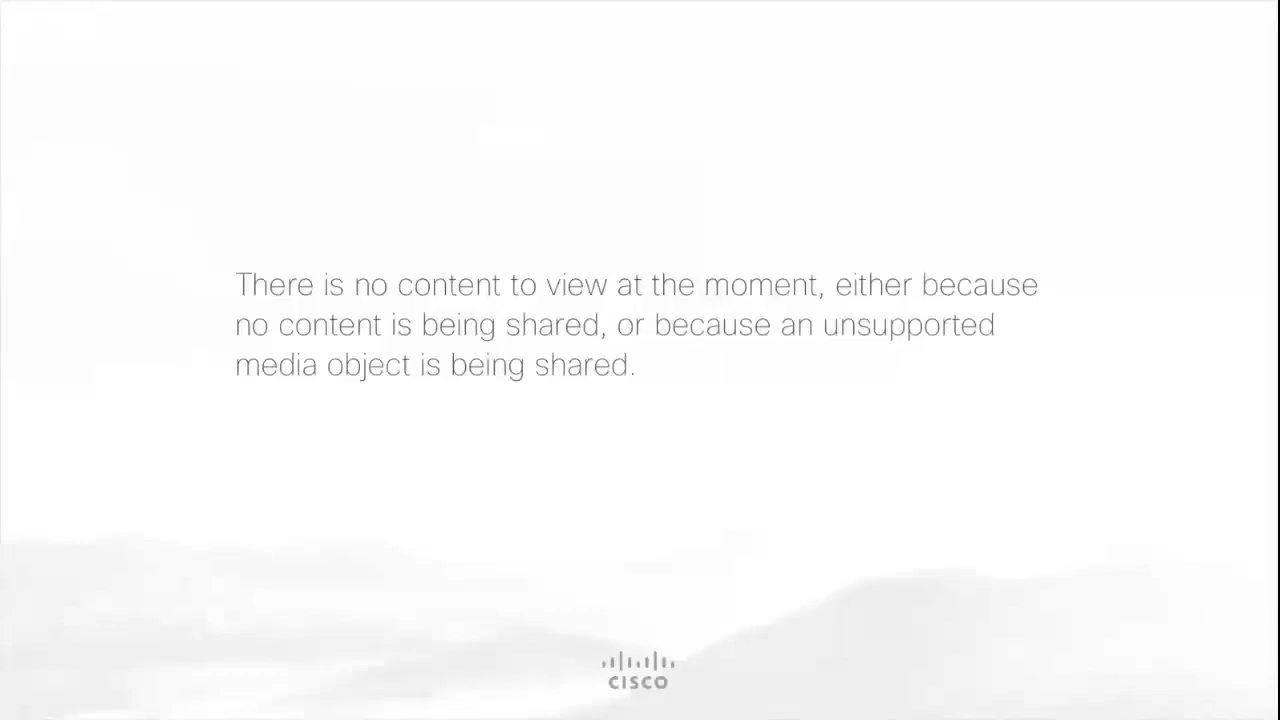 There is no content to view at the moment, either because
no content is being shared, or because an unsupported
media object is being shared.
CISCO